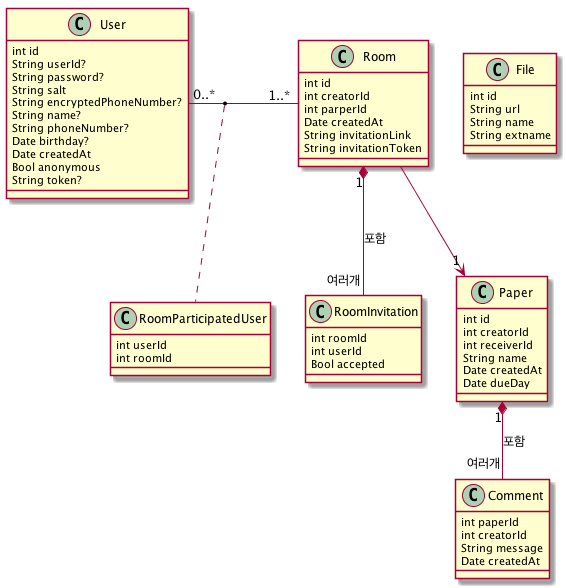 C User
int id
String userId?
String password?
String salt
String encryptedPhoneNumber?
String name?
String phoneNumber?
Date birthday?
Date createdAt
Bool anonymous
String token?
0..*
1..*
C Room
int id
int creatorId
int parperId
Date createdAt
String invitationLink
String invitationToken
C File
int id
String url
String name
String extname
1
포함
여러개
1
C RoomParticipatedUser
int userId
int roomId
C RoomInvitation
int roomId
int userId
Bool accepted
C Paper
int id
int creatorId
int receiverId
String name
Date createdAt
Date dueDay
1
포함
여러개
C Comment
int paperId
int creatorId
String message
Date createdAt